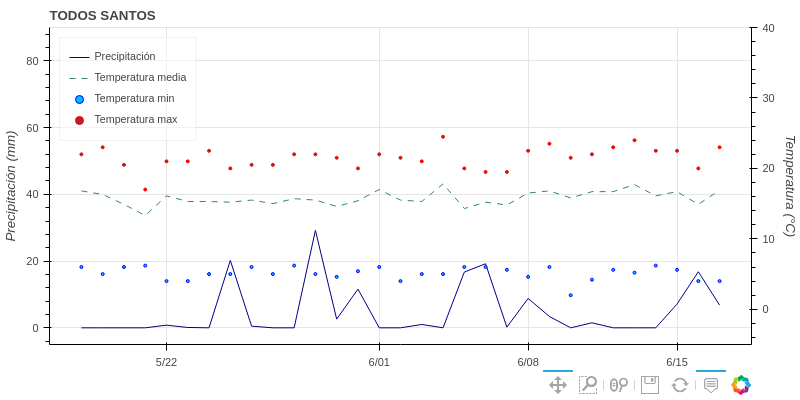 TODOS SANTOS
Precipitación
Temperatura media
Temperatura min
Temperatura max
Precipitación (mm)
80
60
40
20
0
Temperatura (°C)
40
30
20
10
0
5/22
6/01
6/08
6/15